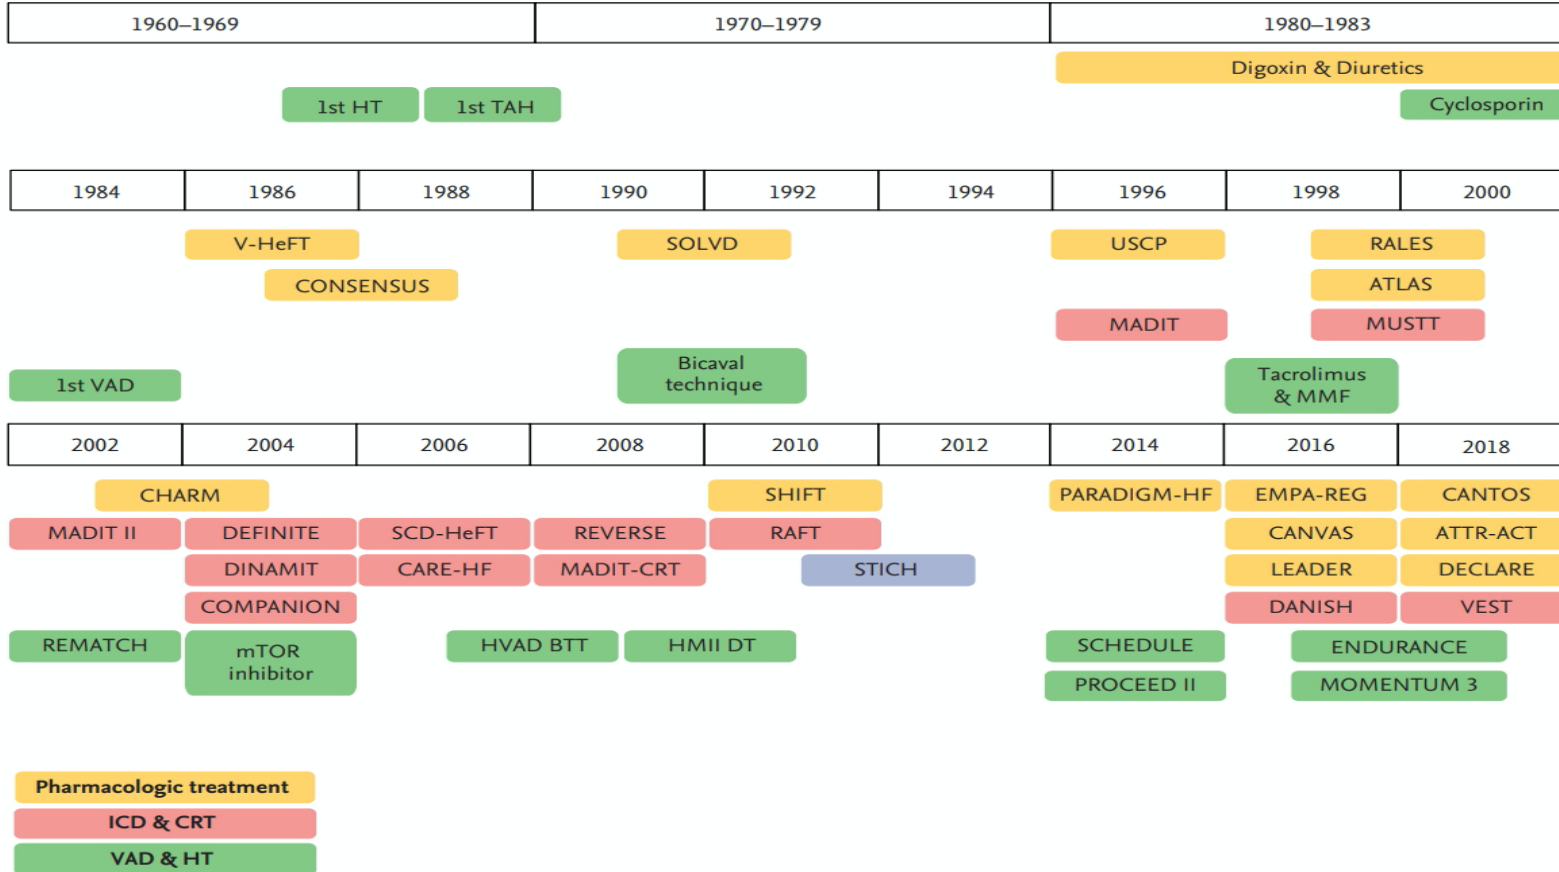 1960–1969 1970–1979 1980–1983
Digoxin & Diuretics
1st HT 1st TAH Cyclosporin
1984 1986 1988 1990 1992 1994 1996 1998 2000
V-HeFT SOLVD USCP RALES
CONSENSUS ATLAS
MADIT MUSTT
1st VAD
Bicaval
technique
Tacrolimus
& MMF
2002 2004 2006 2008 2010 2012 2014 2016 2018
CHARM SHIFT PARADIGM-HF EMPA-REG CANTOS
MADIT II DEFINITE SCD-HeFT REVERSE RAFT CANVAS ATTR-ACT
DINAMIT CARE-HF MADIT-CRT STICH LEADER DECLARE
COMPANION DANISH VEST
REMATCH
mTOR
inhibitor
HVAD BTT HMII DT SCHEDULE ENDURANCE
PROCEED II MOMENTUM 3
Pharmacologic treatment
ICD & CRT
VAD & HT